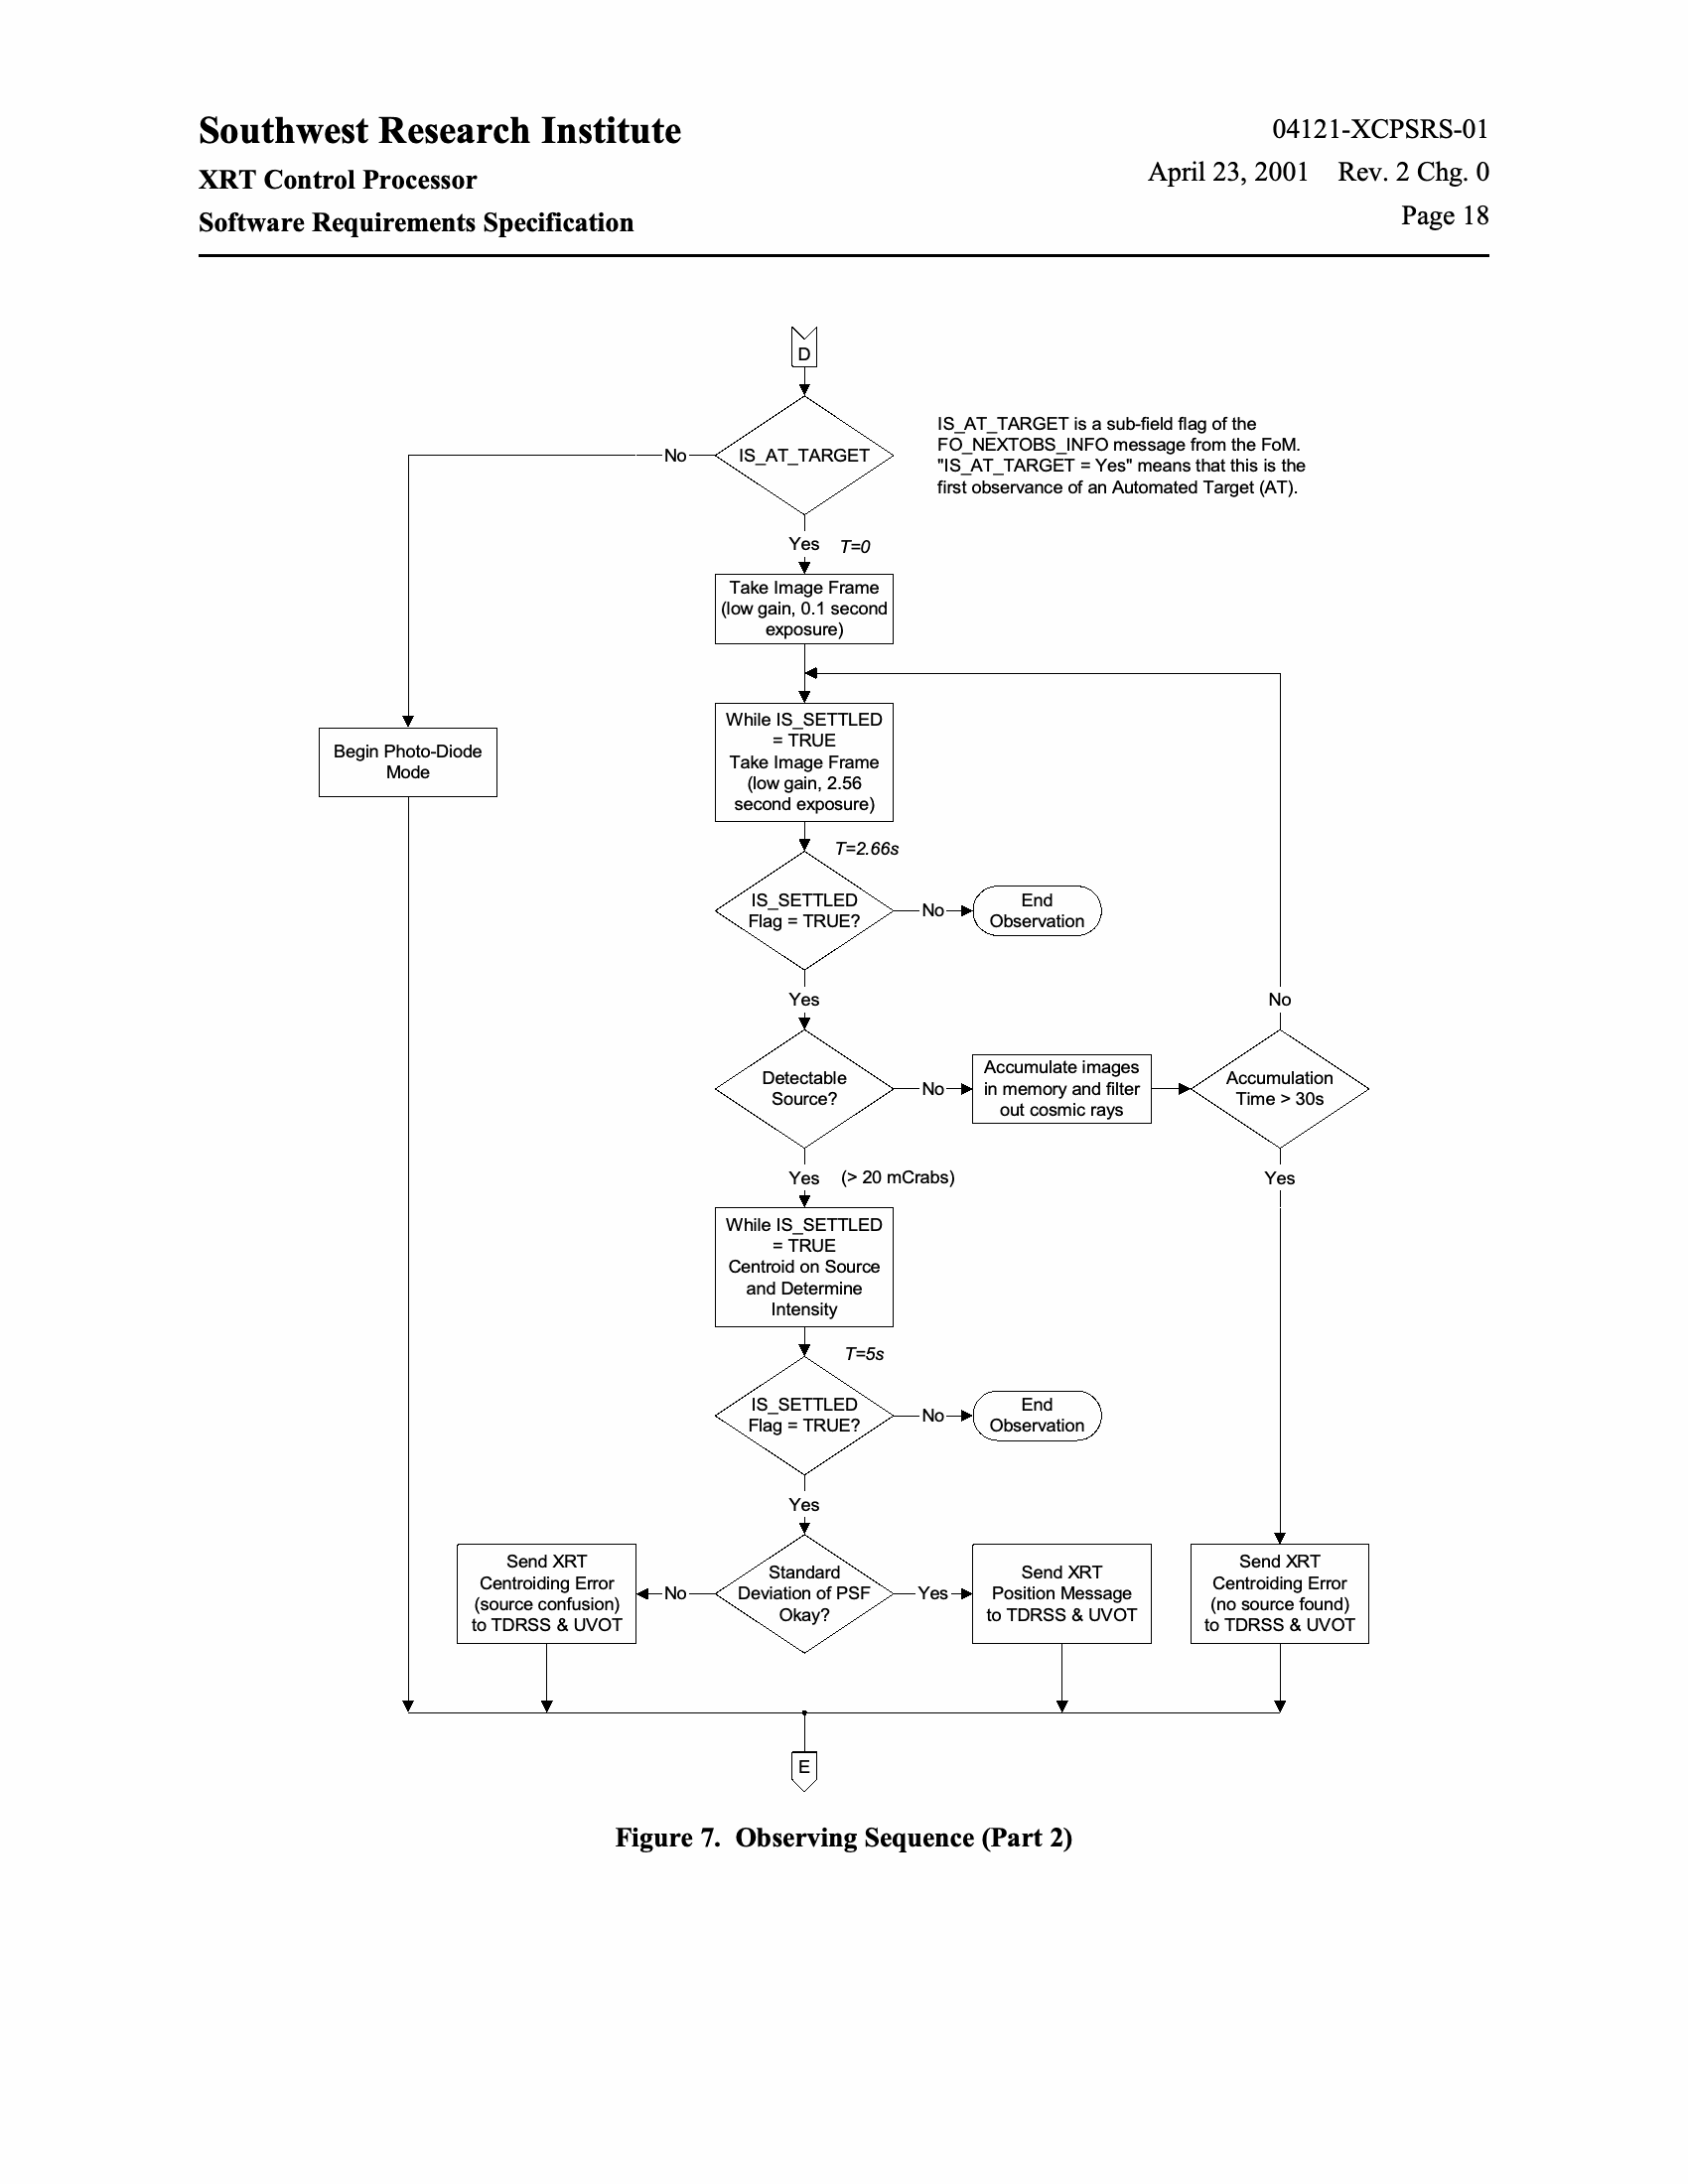 Southwest Research Institute
04121-XCPSRS-01
XRT Control Processor
April 23, 2001 Rev. 2 Chg. 0
Software Requirements Specification
Page 18
D
IS_AT_TARGET
No
IS_AT_TARGET is a sub-field flag of the
FO_NEXTOBS_INFO message from the FoM.
"IS_AT_TARGET = Yes" means that this is the
first observance of an Automated Target (AT).
Yes
T=0
Take Image Frame
(low gain, 0.1 second
exposure)
While IS_SETTLED
= TRUE
Take Image Frame
(low gain, 2.56
second exposure)
Begin Photo-Diode
Mode
T=2.66s
IS_SETTLED
Flag = TRUE?
No
End
Observation
Yes
No
Detectable
Source?
No
Accumulate images
in memory and filter
out cosmic rays
Accumulation
Time > 30s
Yes
(> 20 mCrabs)
Yes
While IS_SETTLED
= TRUE
Centroid on Source
and Determine
Intensity
T=5s
IS_SETTLED
Flag = TRUE?
No
End
Observation
Yes
Send XRT
Centroiding Error
(source confusion)
to TDRSS & UVOT
No
Standard
Deviation of PSF
Okay?
Yes
Send XRT
Position Message
to TDRSS & UVOT
Send XRT
Centroiding Error
(no source found)
to TDRSS & UVOT
E
Figure 7. Observing Sequence (Part 2)